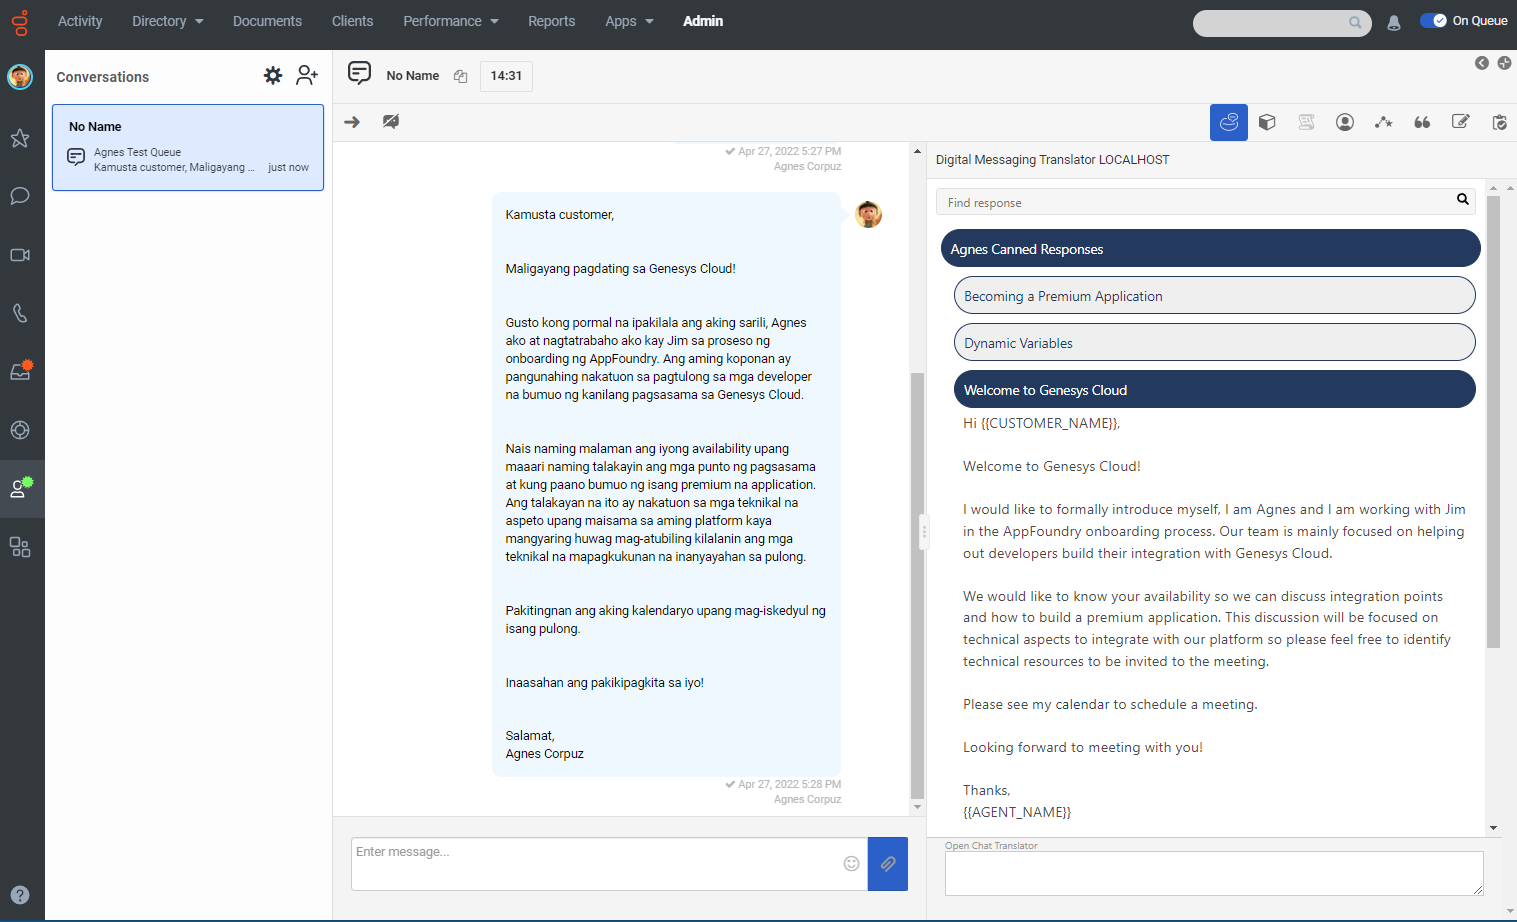 Activity
Directory
Documents
Clients
Performance
Reports
Apps
Admin
On Queue
Conversations
No Name
Agnes Test Queue
Kamusta customer, Maligayang ...
just now
No Name
14:31
Apr 27, 2022 5:27 PM
Agnes Corpuz
Kamusta customer,
Maligayang pagdating sa Genesys Cloud!
Gusto kong pormal na ipakilala ang aking sarili, Agnes
ako at nagtatrabaho ako kay Jim sa proseso ng
onboarding ng AppFoundry. Ang aming koponan ay
pangunahing nakatuon sa pagtulong sa mga developer
na bumuo ng kanilang pagsasama sa Genesys Cloud.
Nais naming malaman ang iyong availability upang
maaari naming talakayin ang mga punto ng pagsasama
at kung paano bumuo ng isang premium na application.
Ang talakayan na ito ay nakatuon sa mga teknikal na
aspeto upang maisama sa aming platform kaya
mangyaring huwag mag-atubiling kilalanin ang mga
teknikal na mapagkukunan na inanyayahan sa pulong.
Pakitingnan ang aking kalendaryo upang mag-iskedyul ng
isang pulong.
Inaasahan ang pakikipagkita sa iyo!
Salamat,
Agnes Corpuz
Apr 27, 2022 5:28 PM
Agnes Corpuz
Enter message...
Digital Messaging Translator LOCALHOST
Find response
Agnes Canned Responses
Becoming a Premium Application
Dynamic Variables
Welcome to Genesys Cloud
Hi {{CUSTOMER_NAME}},
Welcome to Genesys Cloud!
I would like to formally introduce myself, I am Agnes and I am working with Jim
in the AppFoundry onboarding process. Our team is mainly focused on helping
out developers build their integration with Genesys Cloud.
We would like to know your availability so we can discuss integration points
and how to build a premium application. This discussion will be focused on
technical aspects to integrate with our platform so please feel free to identify
technical resources to be invited to the meeting.
Please see my calendar to schedule a meeting.
Looking forward to meeting with you!
Thanks,
{{AGENT_NAME}}
Open Chat Translator